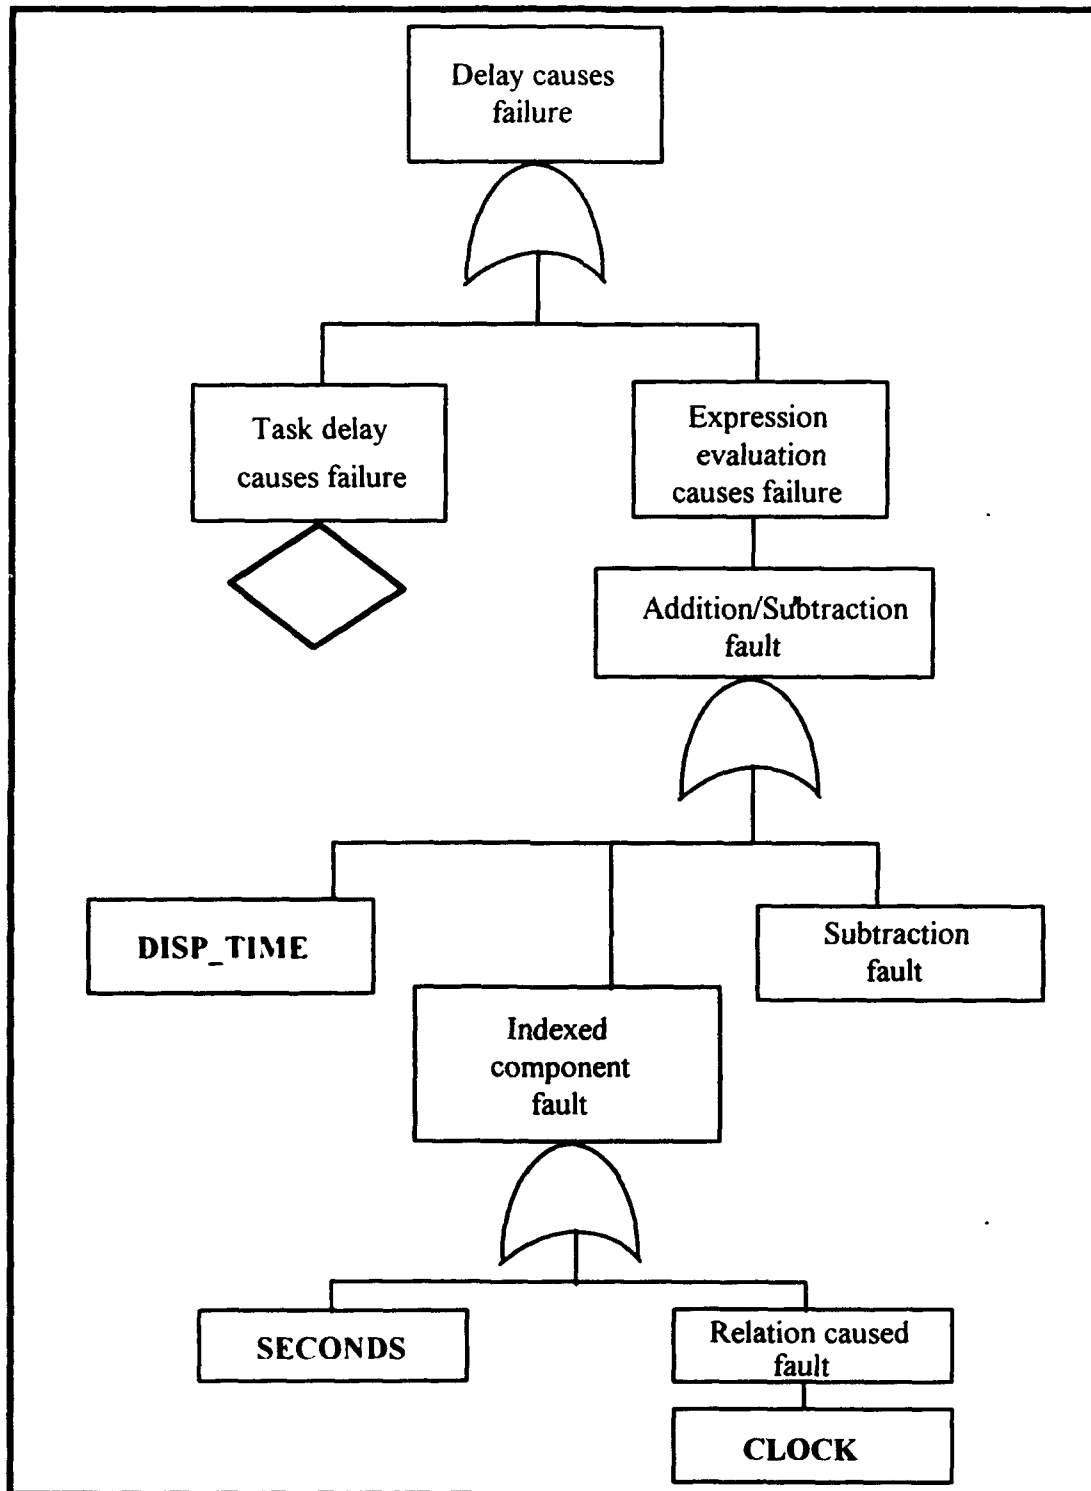 Delay causes
failure
Task delay
causes failure
Expression
evaluation
causes failure
Addition/Subtraction
fault
DISP_TIME
Subtraction
fault
Indexed
component
fault
SECONDS
Relation caused
fault
CLOCK